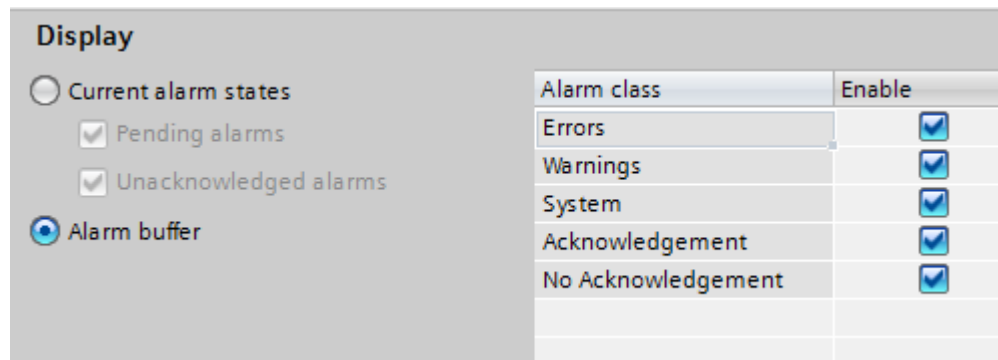 Display
Current alarm states
Pending alarms
Unacknowledged alarms
Alarm buffer
Alarm class Enable
Errors
Warnings
System
Acknowledgement
No Acknowledgement